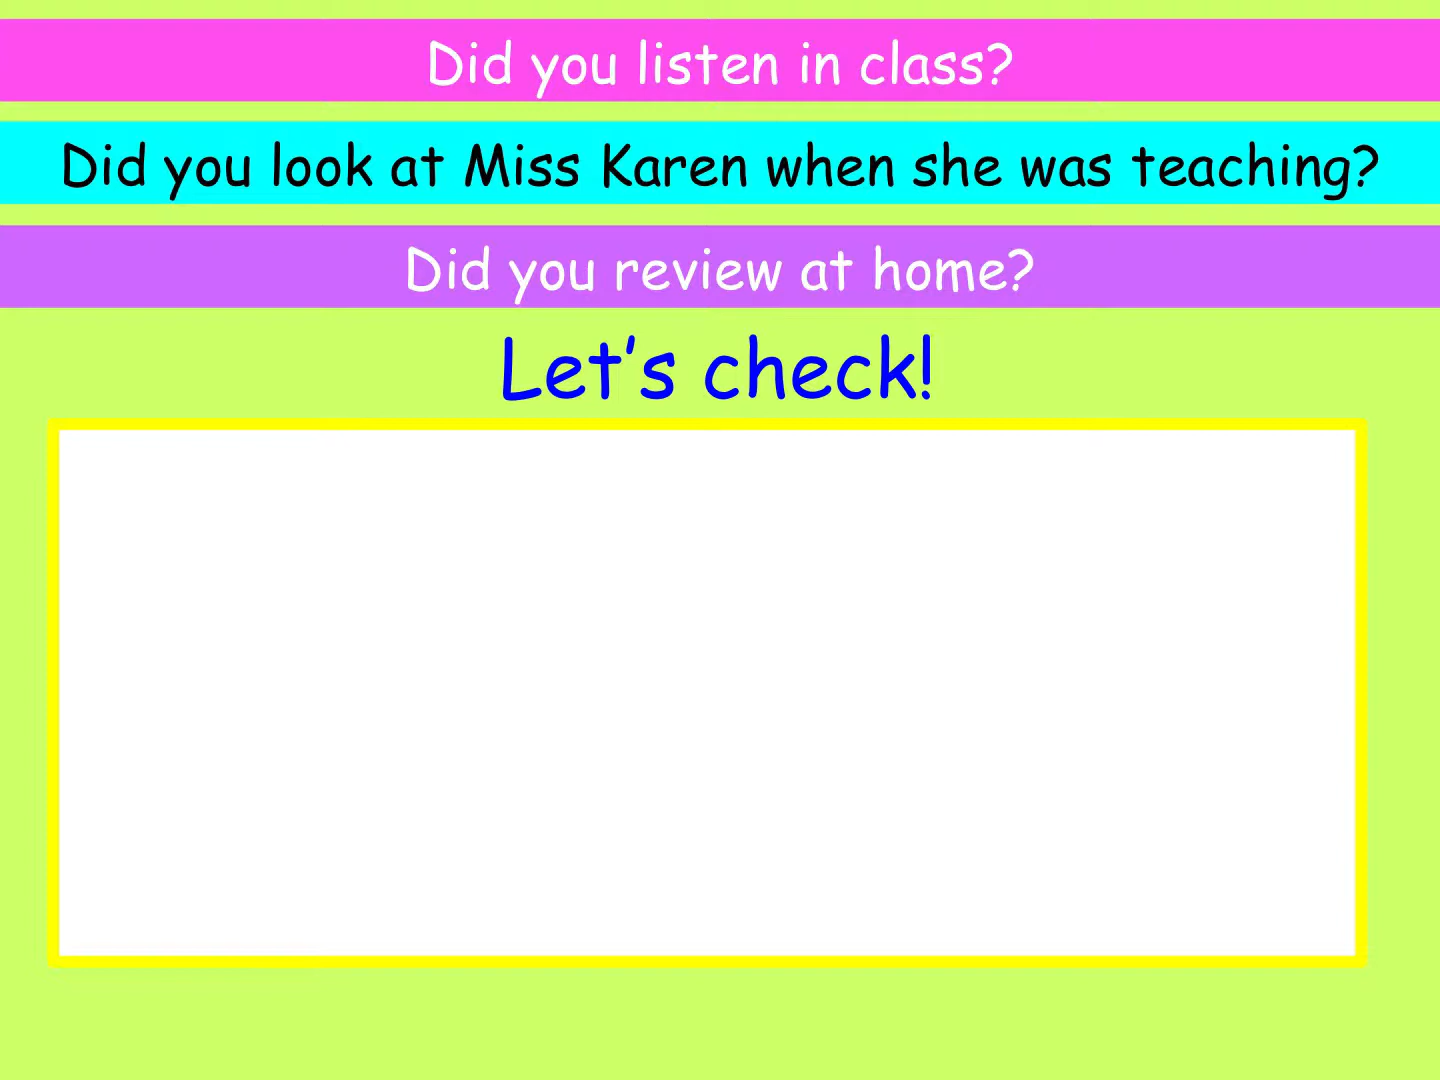 Did you listen in class?
Did you look at Miss Karen when she was teaching?
Did you review at home?
Let’s check!